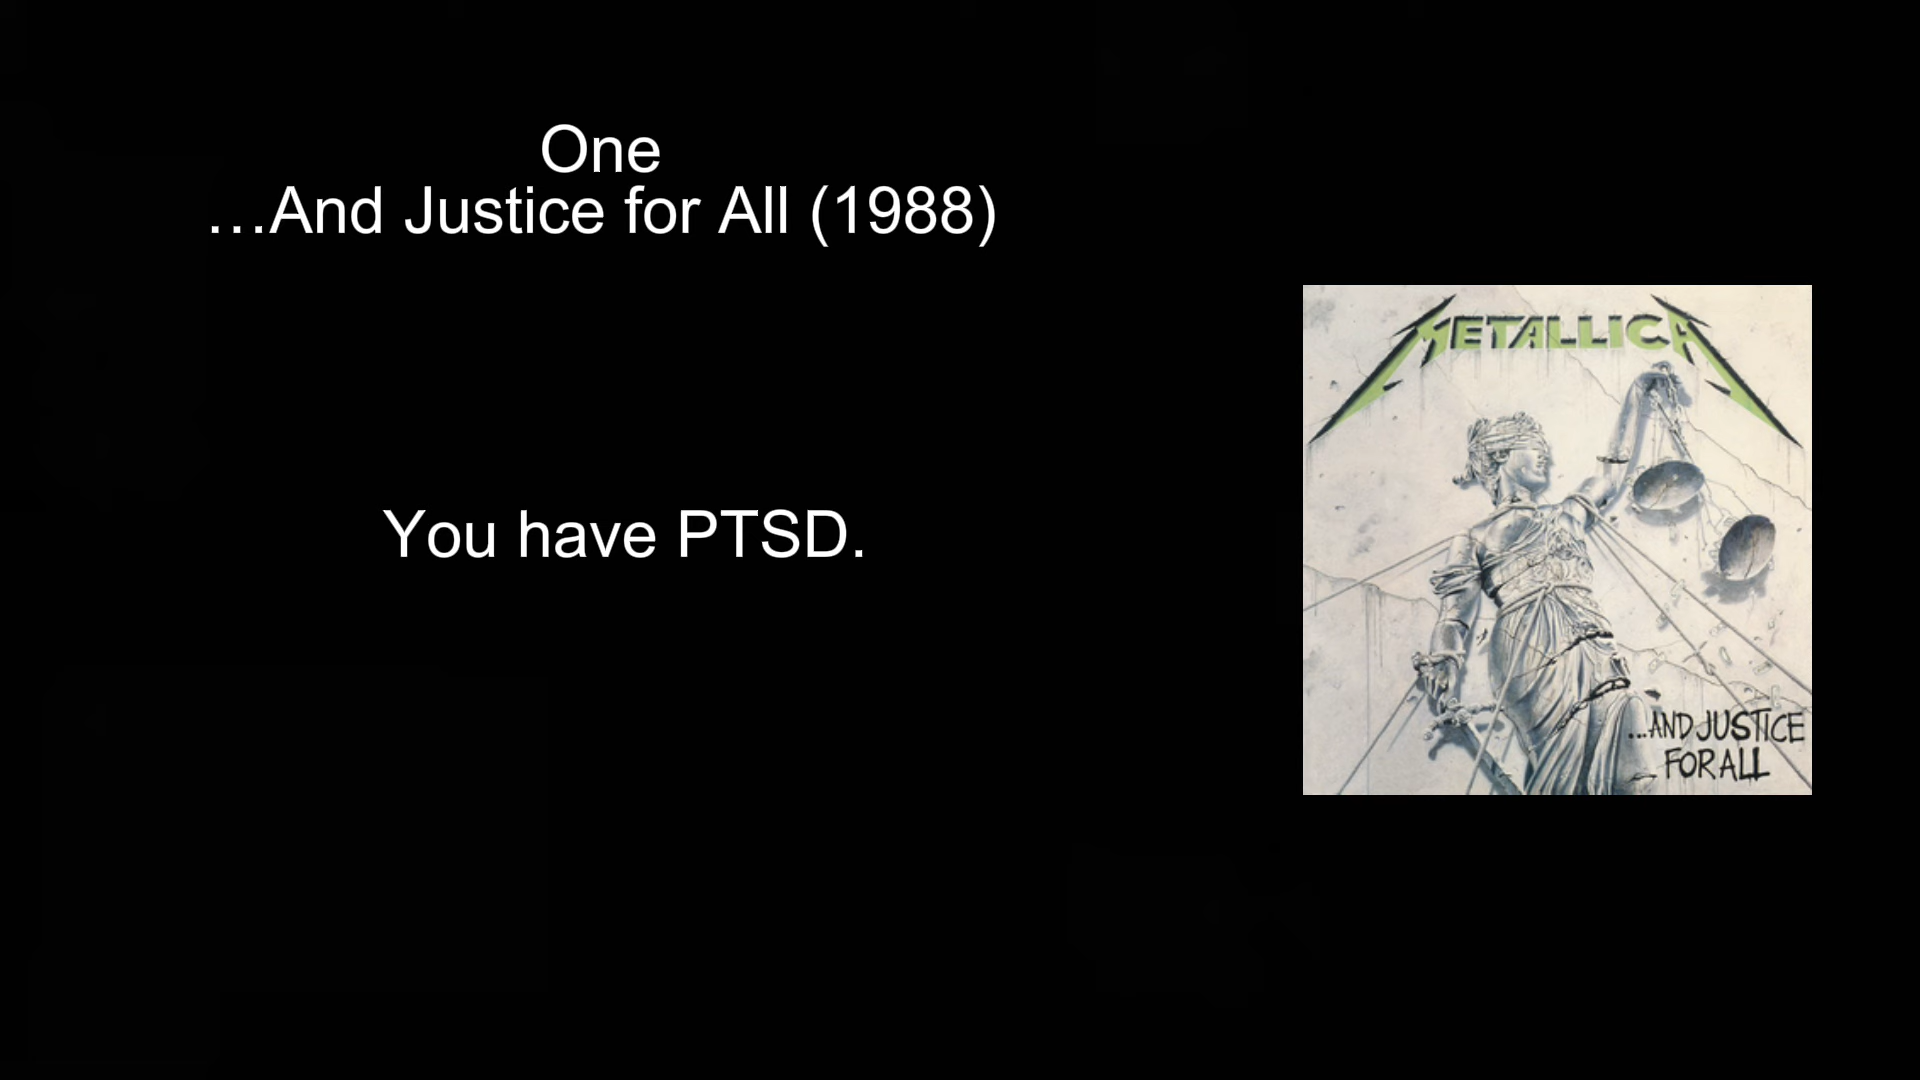 One
…And Justice for All (1988)
You have PTSD.
METALLICA
...AND JUSTICE
FOR ALL